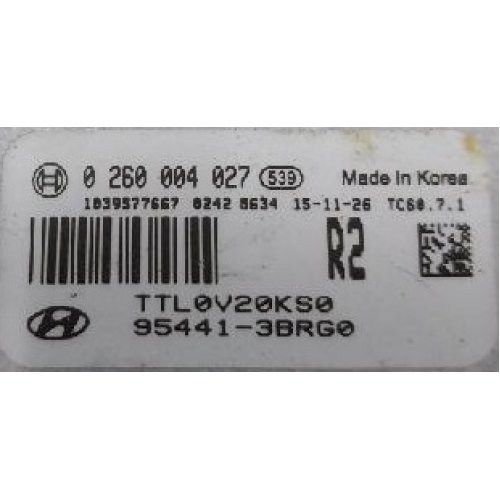 0 260 004 027 539 Made in Korea
1039S77667 0242 8634 15-11-26 TC60.7.1
R2
TTL0V20KS0
95441-3BRG0